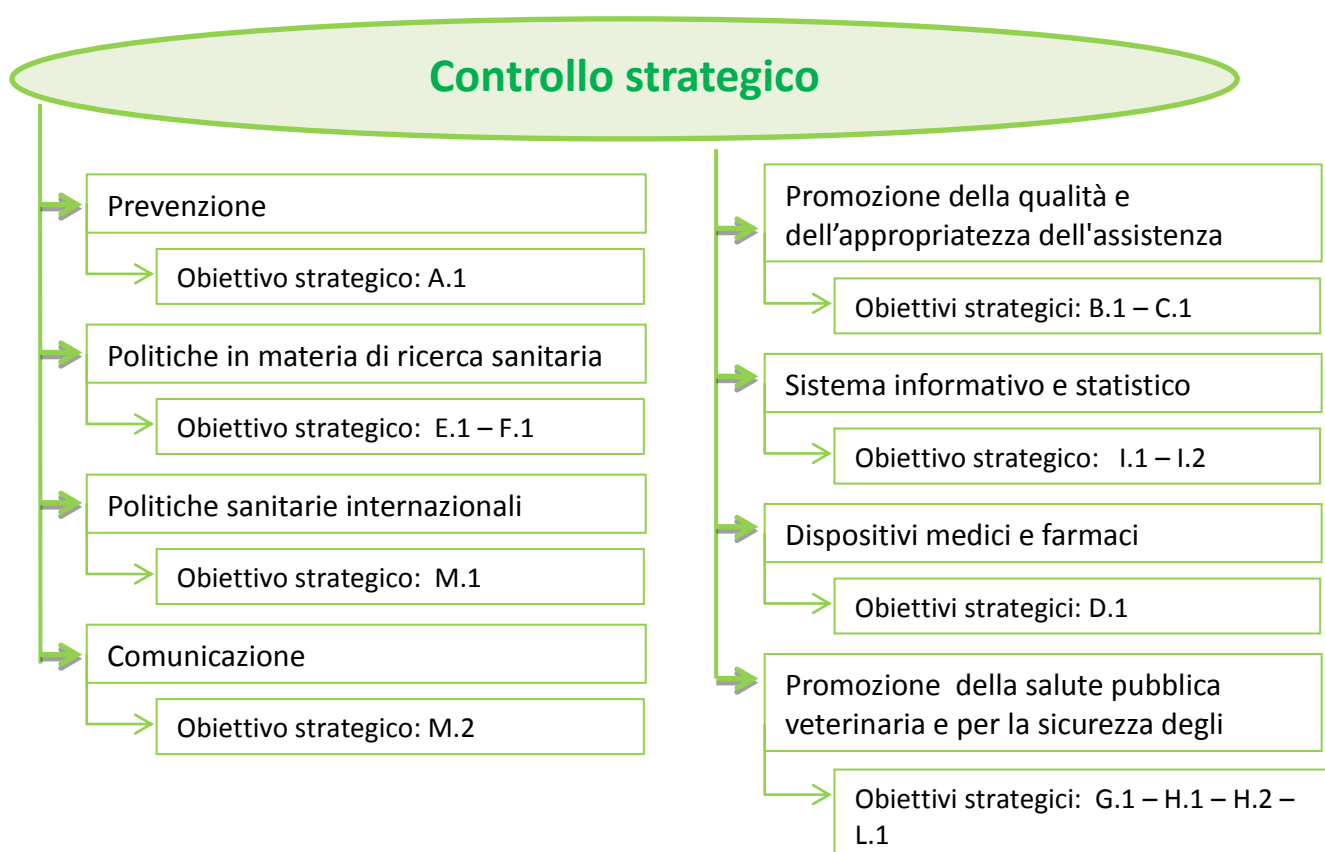 Controllo strategico
Prevenzione
Obiettivo strategico: A.1
Politiche in materia di ricerca sanitaria
Obiettivo strategico:  E.1 – F.1
Politiche sanitarie internazionali
Obiettivo strategico:  M.1
Comunicazione
Obiettivo strategico: M.2
Promozione della qualità e
dell’appropriatezza dell'assistenza
Obiettivi strategici: B.1 – C.1
Sistema informativo e statistico
Obiettivo strategico:   I.1 – I.2
Dispositivi medici e farmaci
Obiettivi strategici: D.1
Promozione  della salute pubblica
veterinaria e per la sicurezza degli
Obiettivi strategici:  G.1 – H.1 – H.2 –
L.1